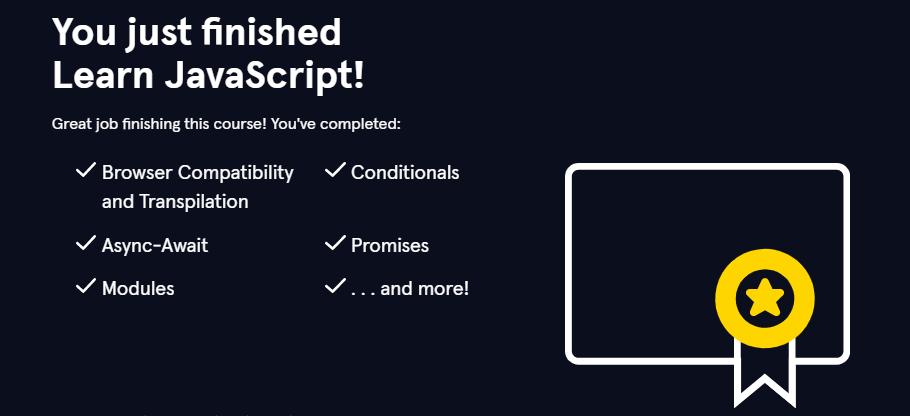 You just finished
Learn JavaScript!
Great job finishing this course! You've completed:
Browser Compatibility
and Transpilation
Conditionals
Async-Await
Promises
Modules
. . . and more!